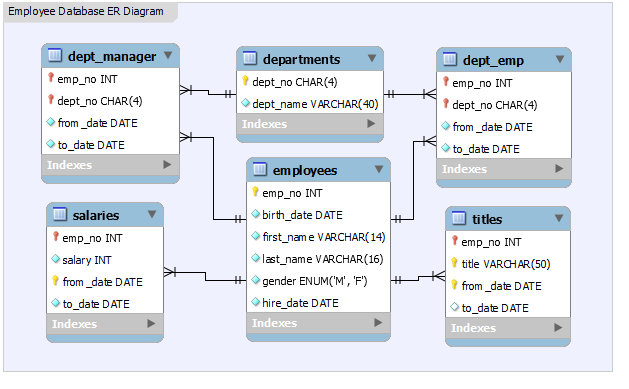 Employee Database ER Diagram
dept_manager
emp_no INT
dept_no CHAR(4)
from _date DATE
to_date DATE
Indexes
departments
dept_no CHAR(4)
dept_name VARCHAR(40)
Indexes
dept_emp
emp_no INT
dept_no CHAR(4)
from _date DATE
to_date DATE
Indexes
employees
emp_no INT
birth_date DATE
first_name VARCHAR(14)
last_name VARCHAR(16)
gender ENUM('M', 'F')
hire_date DATE
Indexes
salaries
emp_no INT
salary INT
from _date DATE
to_date DATE
Indexes
titles
emp_no INT
title VARCHAR(50)
from _date DATE
to_date DATE
Indexes